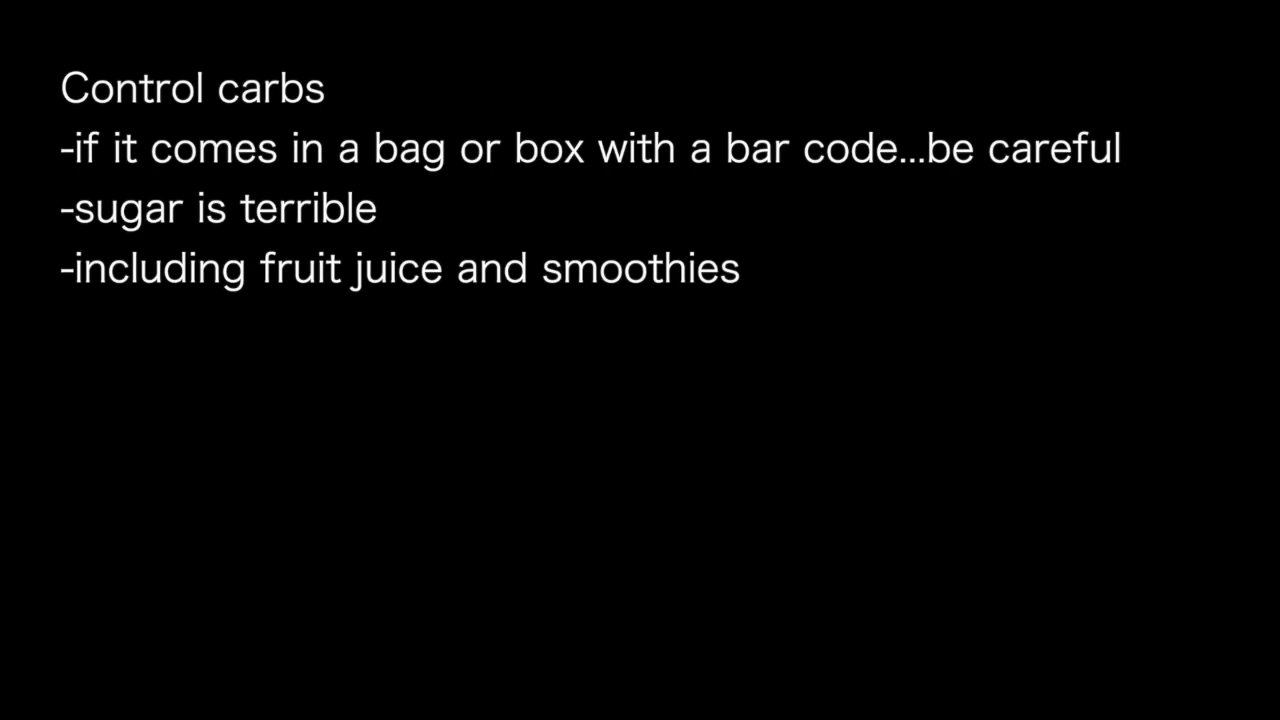 Control carbs
-if it comes in a bag or box with a bar code...be careful
-sugar is terrible
-including fruit juice and smoothies